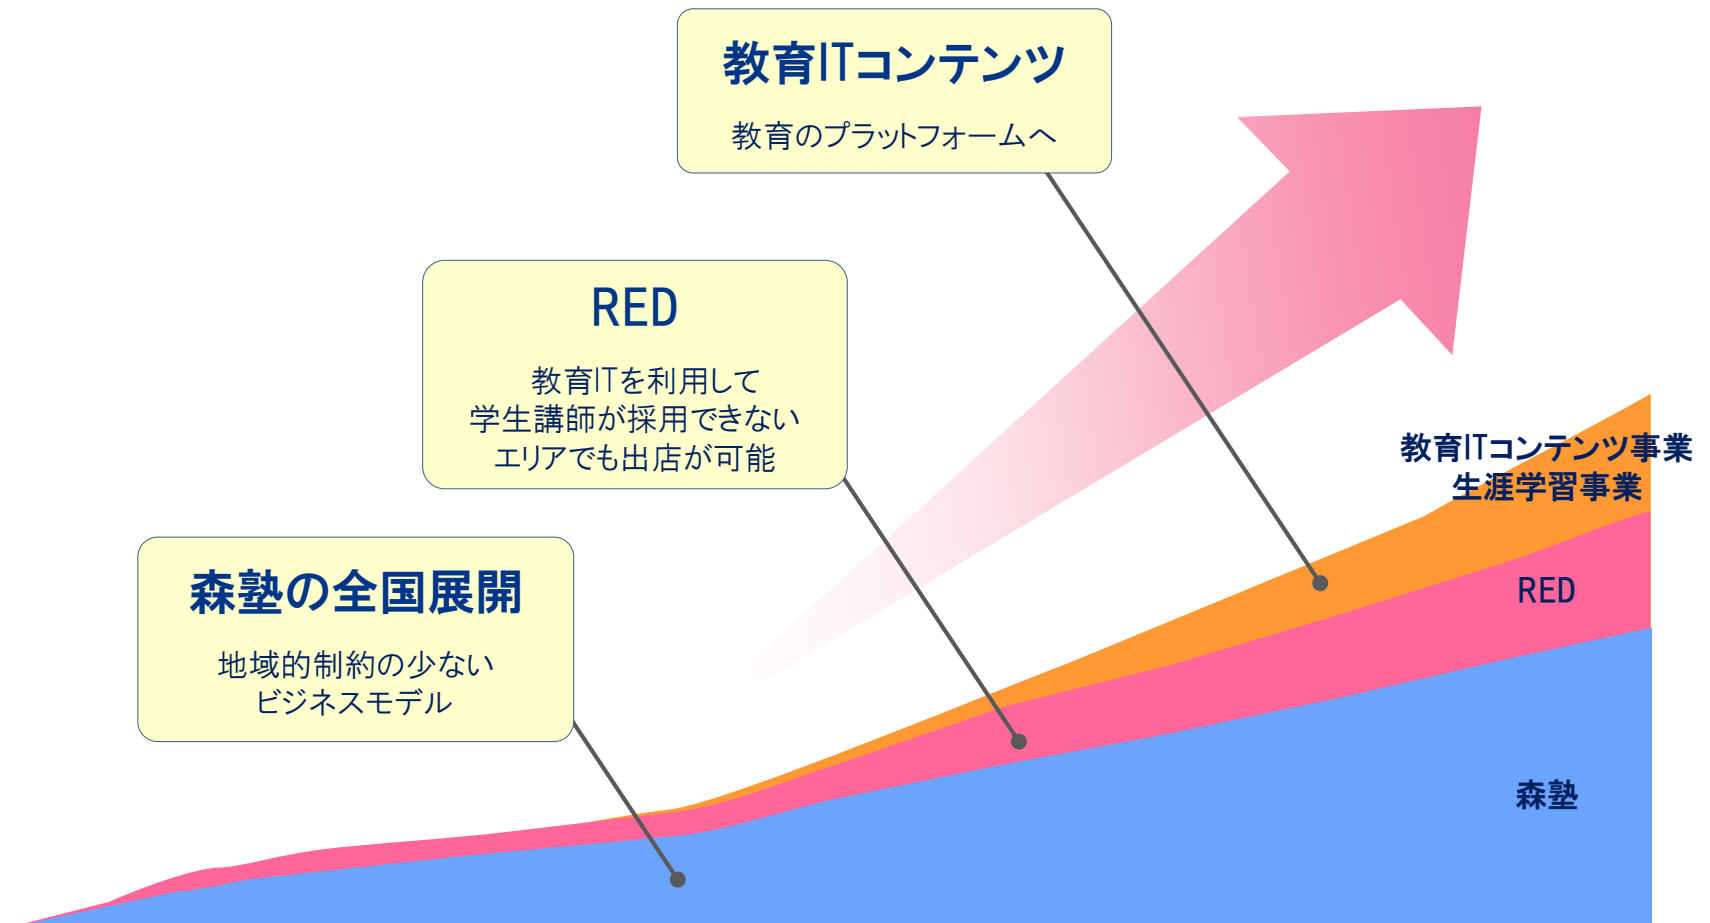 教育ITコンテンツ
教育のプラットフォームへ
RED
教育ITを利用して
学生講師が採用できない
エリアでも出店が可能
森塾の全国展開
地域的制約の少ない
ビジネスモデル
教育ITコンテンツ事業
生涯学習事業
RED
森塾